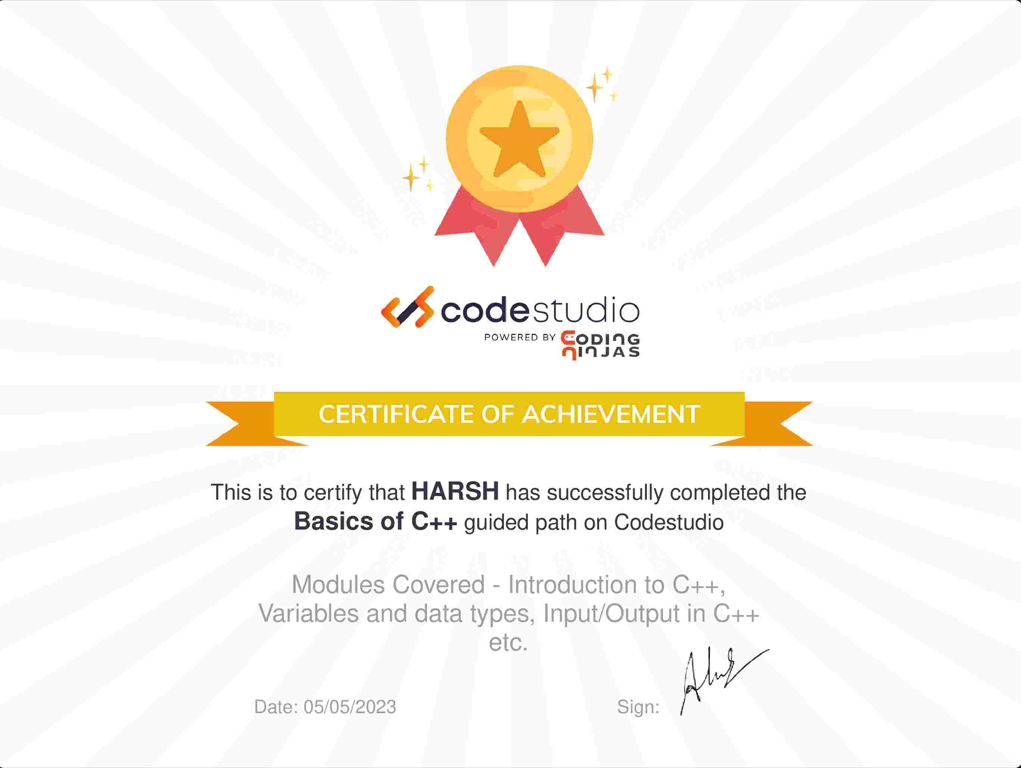 codestudio
POWERED BY CODING NINJAS
CERTIFICATE OF ACHIEVEMENT
This is to certify that HARSH has successfully completed the
Basics of C++ guided path on Codestudio
Modules Covered - Introduction to C++,
Variables and data types, Input/Output in C++
etc.
Date: 05/05/2023
Sign: